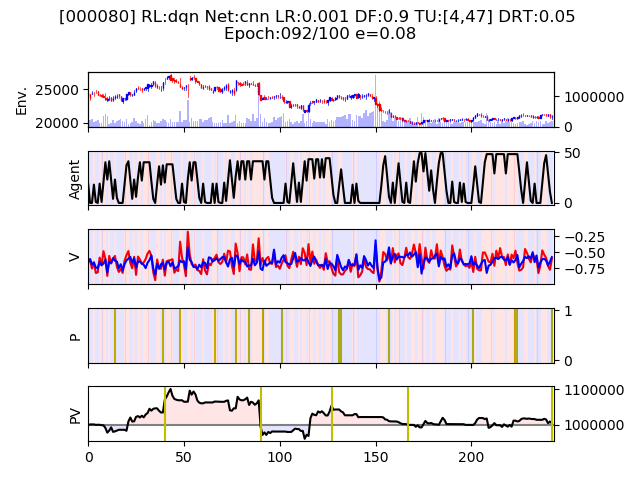 [000080] RL:dqn Net:cnn LR:0.001 DF:0.9 TU:[4,47] DRT:0.05
Epoch:092/100 e=0.08
Env.
25000
20000
1000000
0
Agent
50
0
V
−0.25
−0.50
−0.75
P
1
0
PV
1100000
1000000
0
50
100
150
200